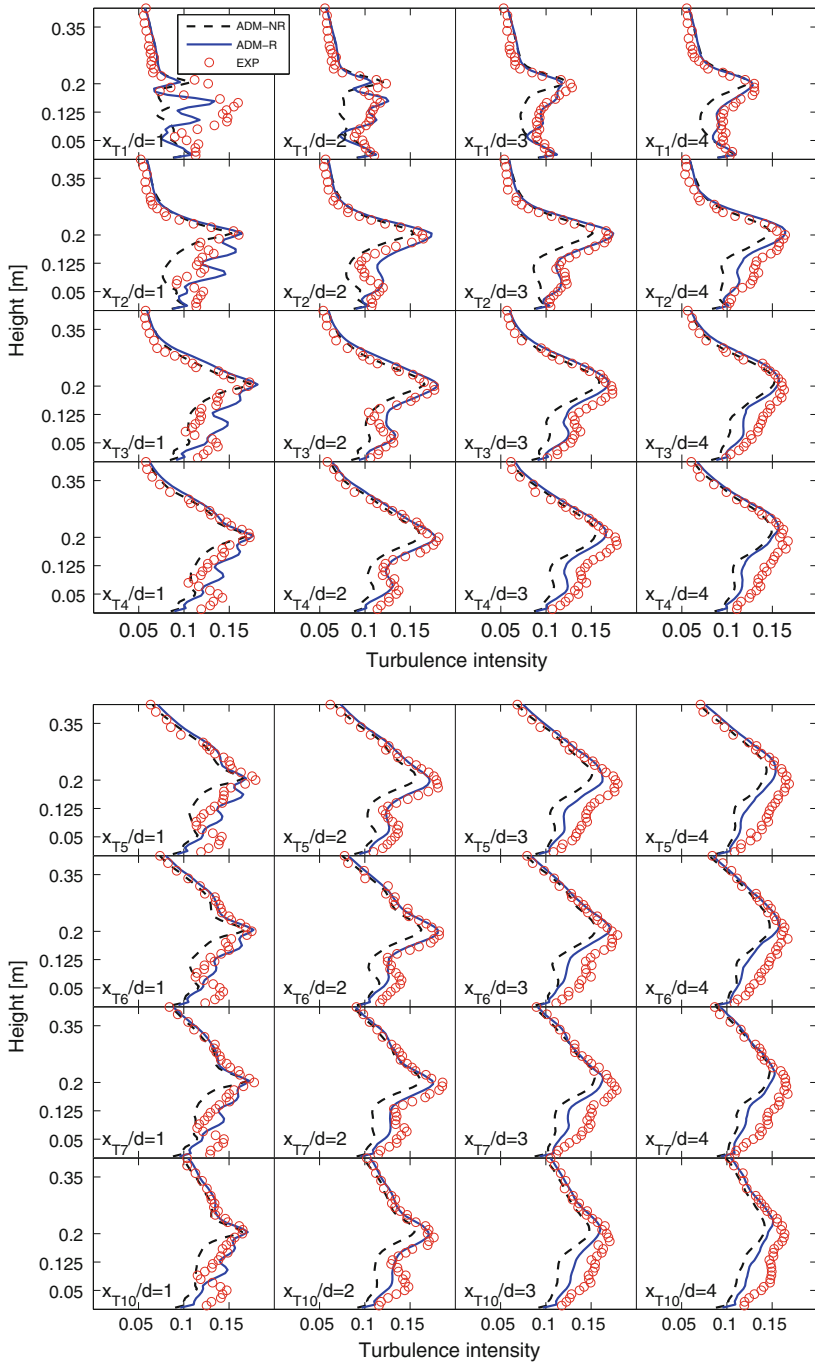 ADM−NR
ADM−R
EXP
0.35
0.2
0.125
0.05
x_T1/d=1
x_T1/d=2
x_T1/d=3
x_T1/d=4
0.35
0.2
0.125
0.05
x_T2/d=1
x_T2/d=2
x_T2/d=3
x_T2/d=4
Height [m]
0.35
0.2
0.125
0.05
x_T3/d=1
x_T3/d=2
x_T3/d=3
x_T3/d=4
0.35
0.2
0.125
0.05
x_T4/d=1
x_T4/d=2
x_T4/d=3
x_T4/d=4
0.05 0.1 0.15 0.05 0.1 0.15 0.05 0.1 0.15 0.05 0.1 0.15
Turbulence intensity
0.35
0.2
0.125
0.05
x_T5/d=1
x_T5/d=2
x_T5/d=3
x_T5/d=4
0.35
0.2
0.125
0.05
x_T6/d=1
x_T6/d=2
x_T6/d=3
x_T6/d=4
Height [m]
0.35
0.2
0.125
0.05
x_T7/d=1
x_T7/d=2
x_T7/d=3
x_T7/d=4
0.35
0.2
0.125
0.05
x_T10/d=1
x_T10/d=2
x_T10/d=3
x_T10/d=4
0.05 0.1 0.15 0.05 0.1 0.15 0.05 0.1 0.15 0.05 0.1 0.15
Turbulence intensity